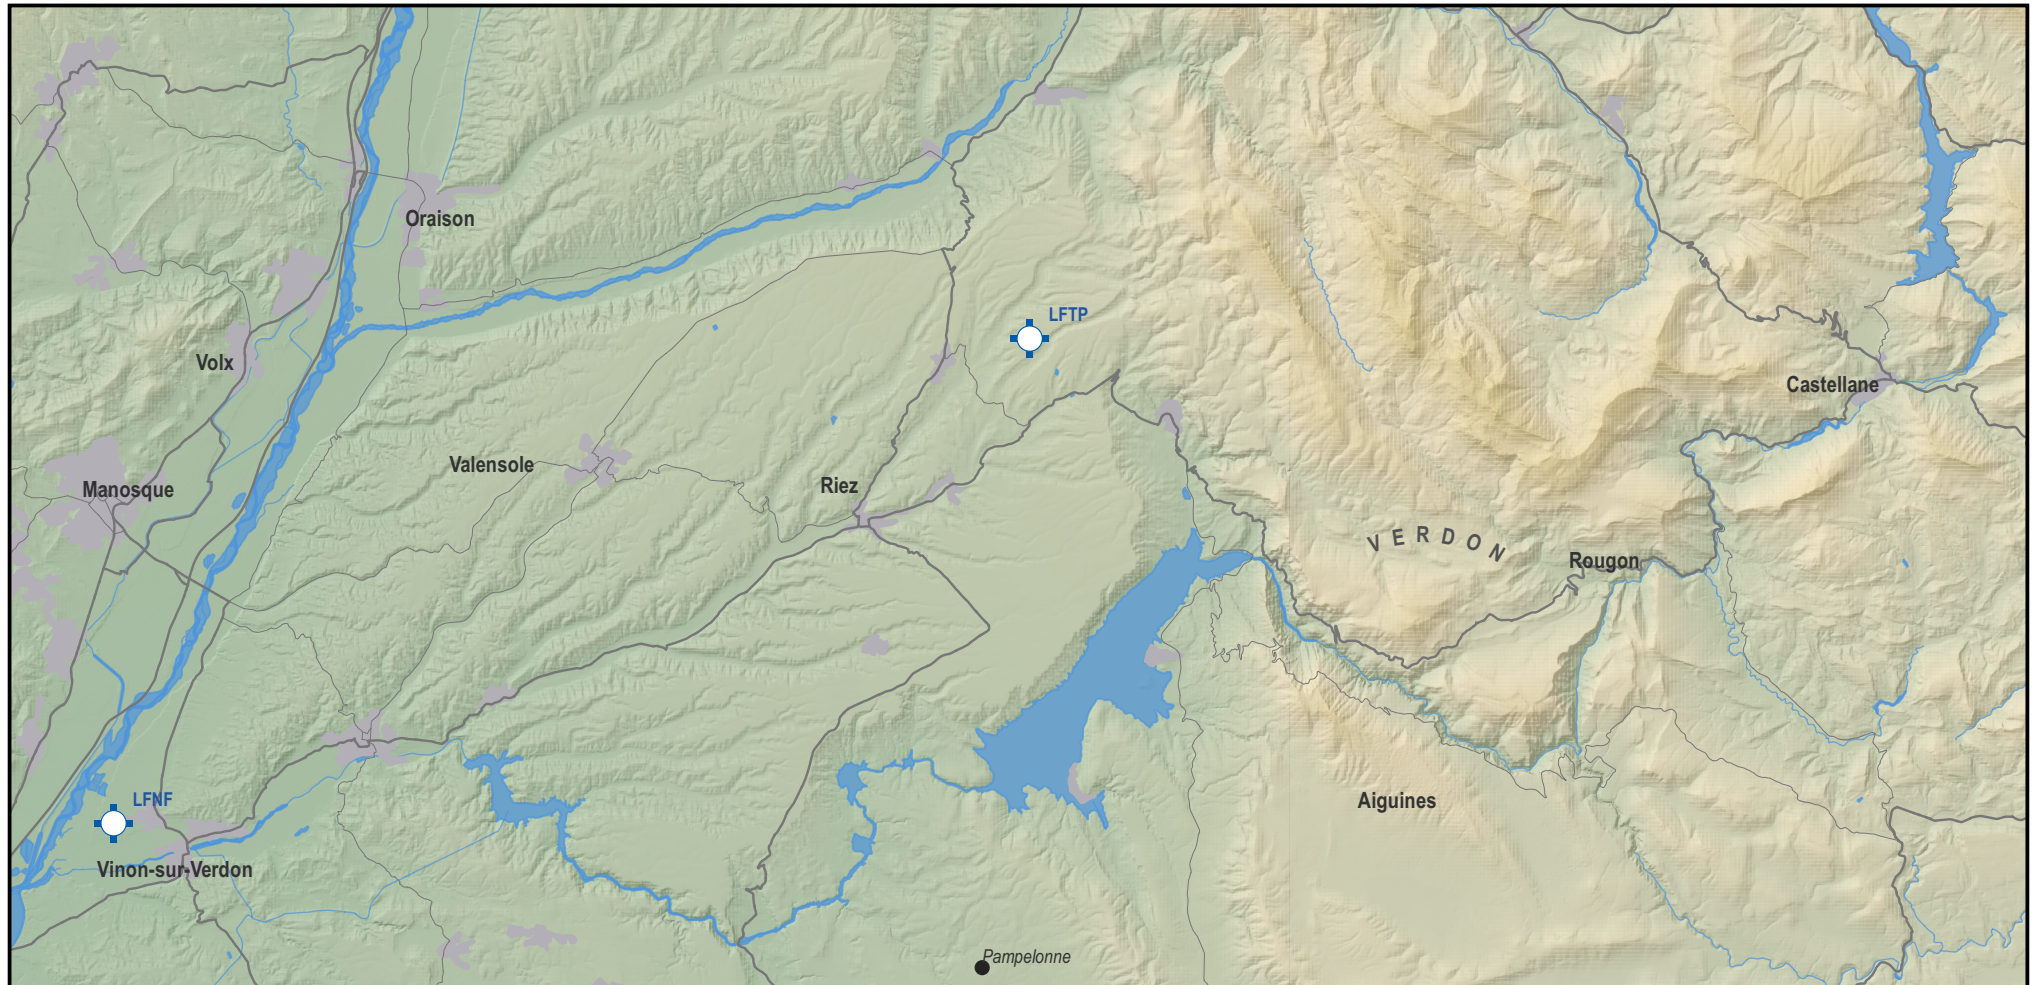 Oraison
LFTP
Volx
Castellane
Valensole
Riez
Manosque
VERDON
Rougon
LFNF
Aiguines
Vinon-sur-Verdon
Pampelonne